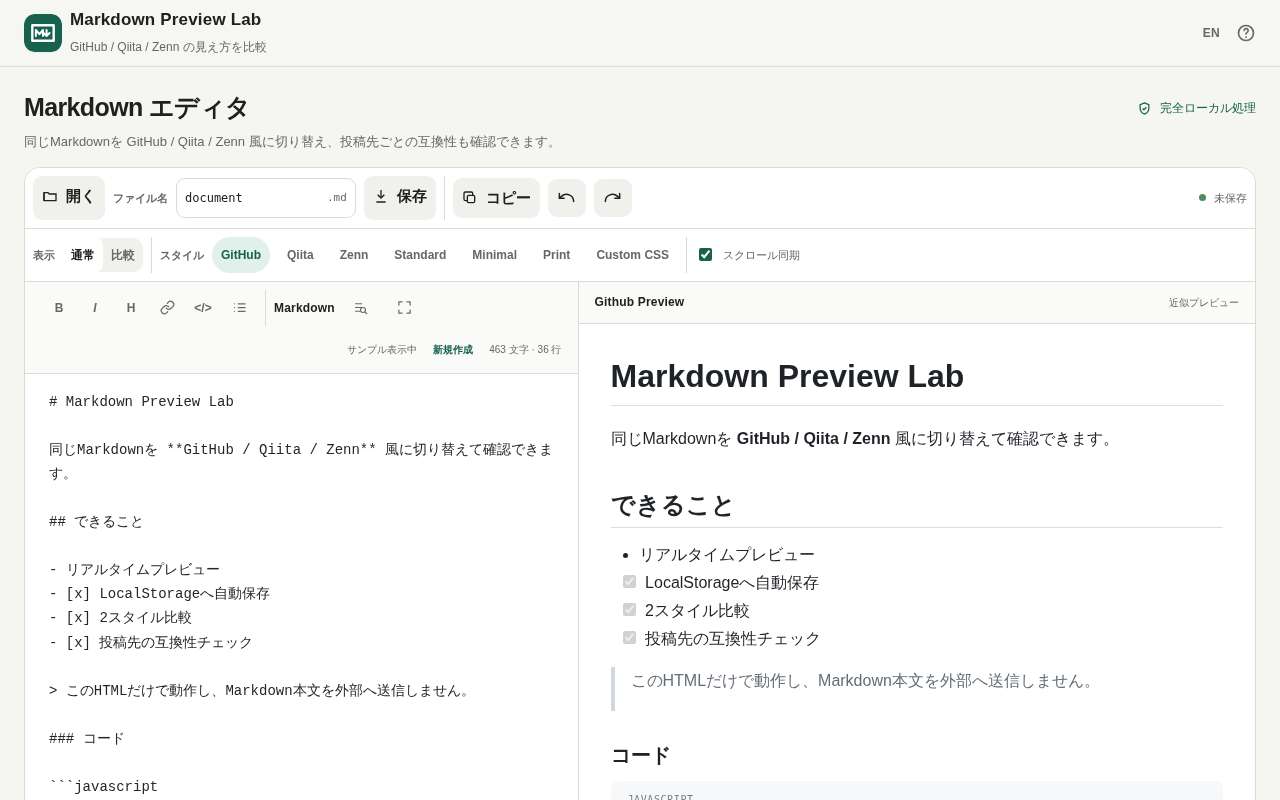 Markdown Preview Lab
GitHub / Qiita / Zenn の見え方を比較
EN
Markdown エディタ
完全ローカル処理
同じMarkdownを GitHub / Qiita / Zenn 風に切り替え、投稿先ごとの互換性も確認できます。
開く ファイル名 document .md 保存 コピー 未保存
表示 通常 比較 スタイル GitHub Qiita Zenn Standard Minimal Print Custom CSS スクロール同期
B I H </> Markdown
サンプル表示中 新規作成 463 文字 · 36 行
# Markdown Preview Lab
同じMarkdownを **GitHub / Qiita / Zenn** 風に切り替えて確認できま
す。
## できること
- リアルタイムプレビュー
- [x] LocalStorageへ自動保存
- [x] 2スタイル比較
- [x] 投稿先の互換性チェック
> このHTMLだけで動作し、Markdown本文を外部へ送信しません。
### コード
```javascript
Github Preview 近似プレビュー
Markdown Preview Lab
同じMarkdownを GitHub / Qiita / Zenn 風に切り替えて確認できます。
できること
リアルタイムプレビュー
LocalStorageへ自動保存
2スタイル比較
投稿先の互換性チェック
このHTMLだけで動作し、Markdown本文を外部へ送信しません。
コード
JAVASCRIPT